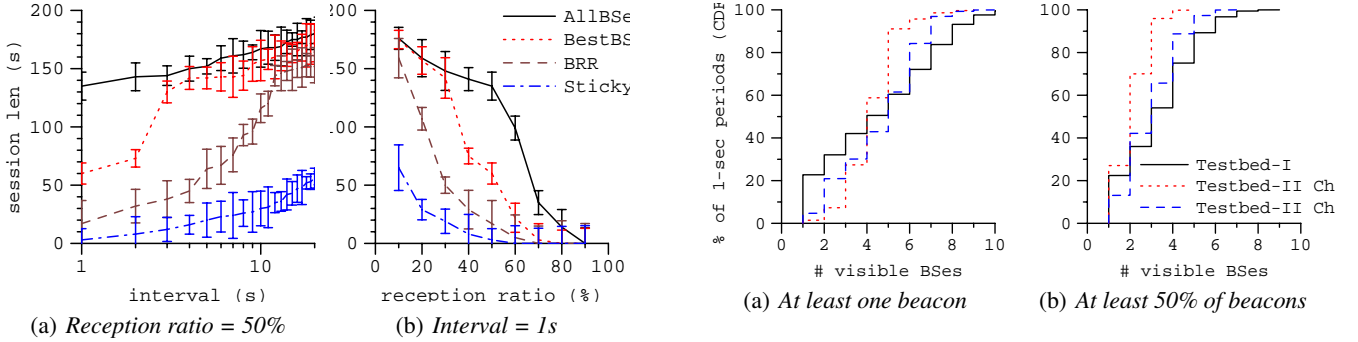 session len (s)
200
150
100
50
0
1
10
interval (s)
(a) Reception ratio = 50%
AllBSe
BestBS
BRR
Sticky
200
150
100
50
0
0
20
40
60
80
100
reception ratio (%)
(b) Interval = 1s
% of 1-sec periods (CDF
100
80
60
40
20
0
0
2
4
6
8
10
# visible BSes
(a) At least one beacon
100
80
60
40
20
0
0
2
4
6
8
10
Testbed-I
Testbed-II Ch
Testbed-II Ch
# visible BSes
(b) At least 50% of beacons